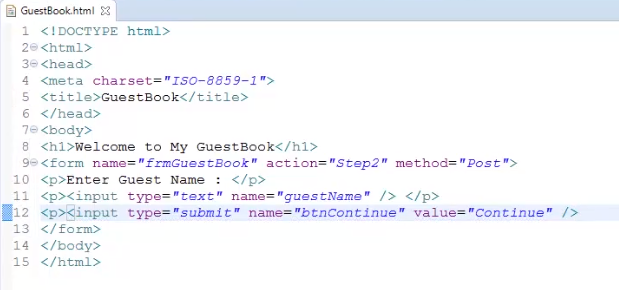 GuestBook.html
1 <!DOCTYPE html>
2 <html>
3 <head>
4 <meta charset="ISO-8859-1">
5 <title>GuestBook</title>
6 </head>
7 <body>
8 <h1>Welcome to My GuestBook</h1>
9 <form name="frmGuestBook" action="Step2" method="Post">
10 <p>Enter Guest Name : </p>
11 <p><input type="text" name="guestName" /> </p>
12 <p><input type="submit" name="btnContinue" value="Continue" />
13 </form>
14 </body>
15 </html>